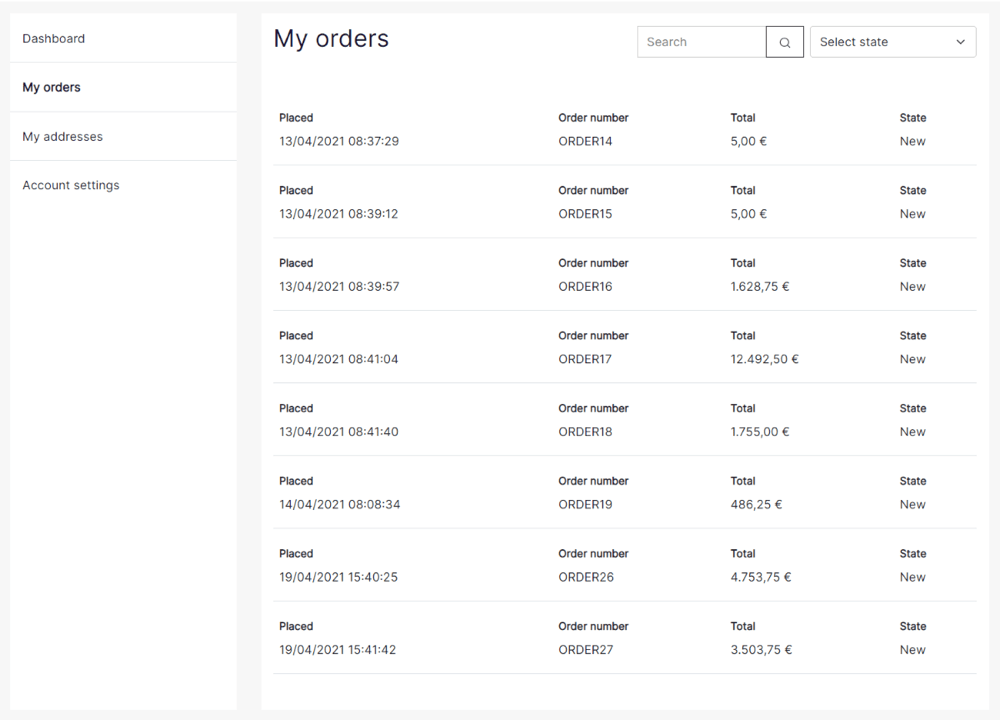 Dashboard
My orders
My addresses
Account settings
My orders
Search
Select state
Placed Order number Total State
13/04/2021 08:37:29 ORDER14 5,00 € New
Placed Order number Total State
13/04/2021 08:39:12 ORDER15 5,00 € New
Placed Order number Total State
13/04/2021 08:39:57 ORDER16 1.628,75 € New
Placed Order number Total State
13/04/2021 08:41:04 ORDER17 12.492,50 € New
Placed Order number Total State
13/04/2021 08:41:40 ORDER18 1.755,00 € New
Placed Order number Total State
14/04/2021 08:08:34 ORDER19 486,25 € New
Placed Order number Total State
19/04/2021 15:40:25 ORDER26 4.753,75 € New
Placed Order number Total State
19/04/2021 15:41:42 ORDER27 3.503,75 € New